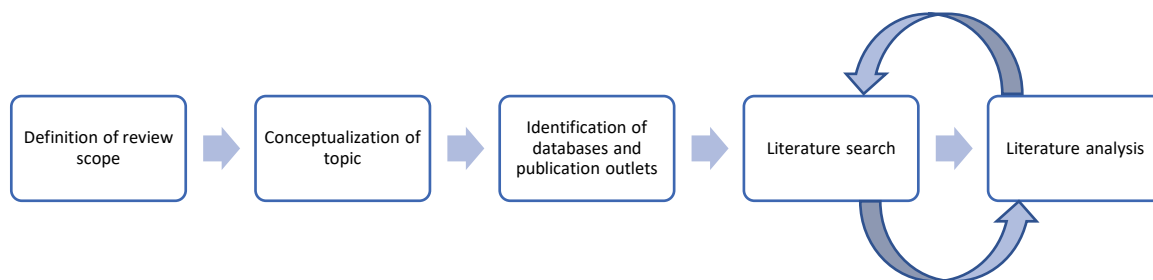 Definition of review
scope
Conceptualization of
topic
Identification of
databases and
publication outlets
Literature search
Literature analysis